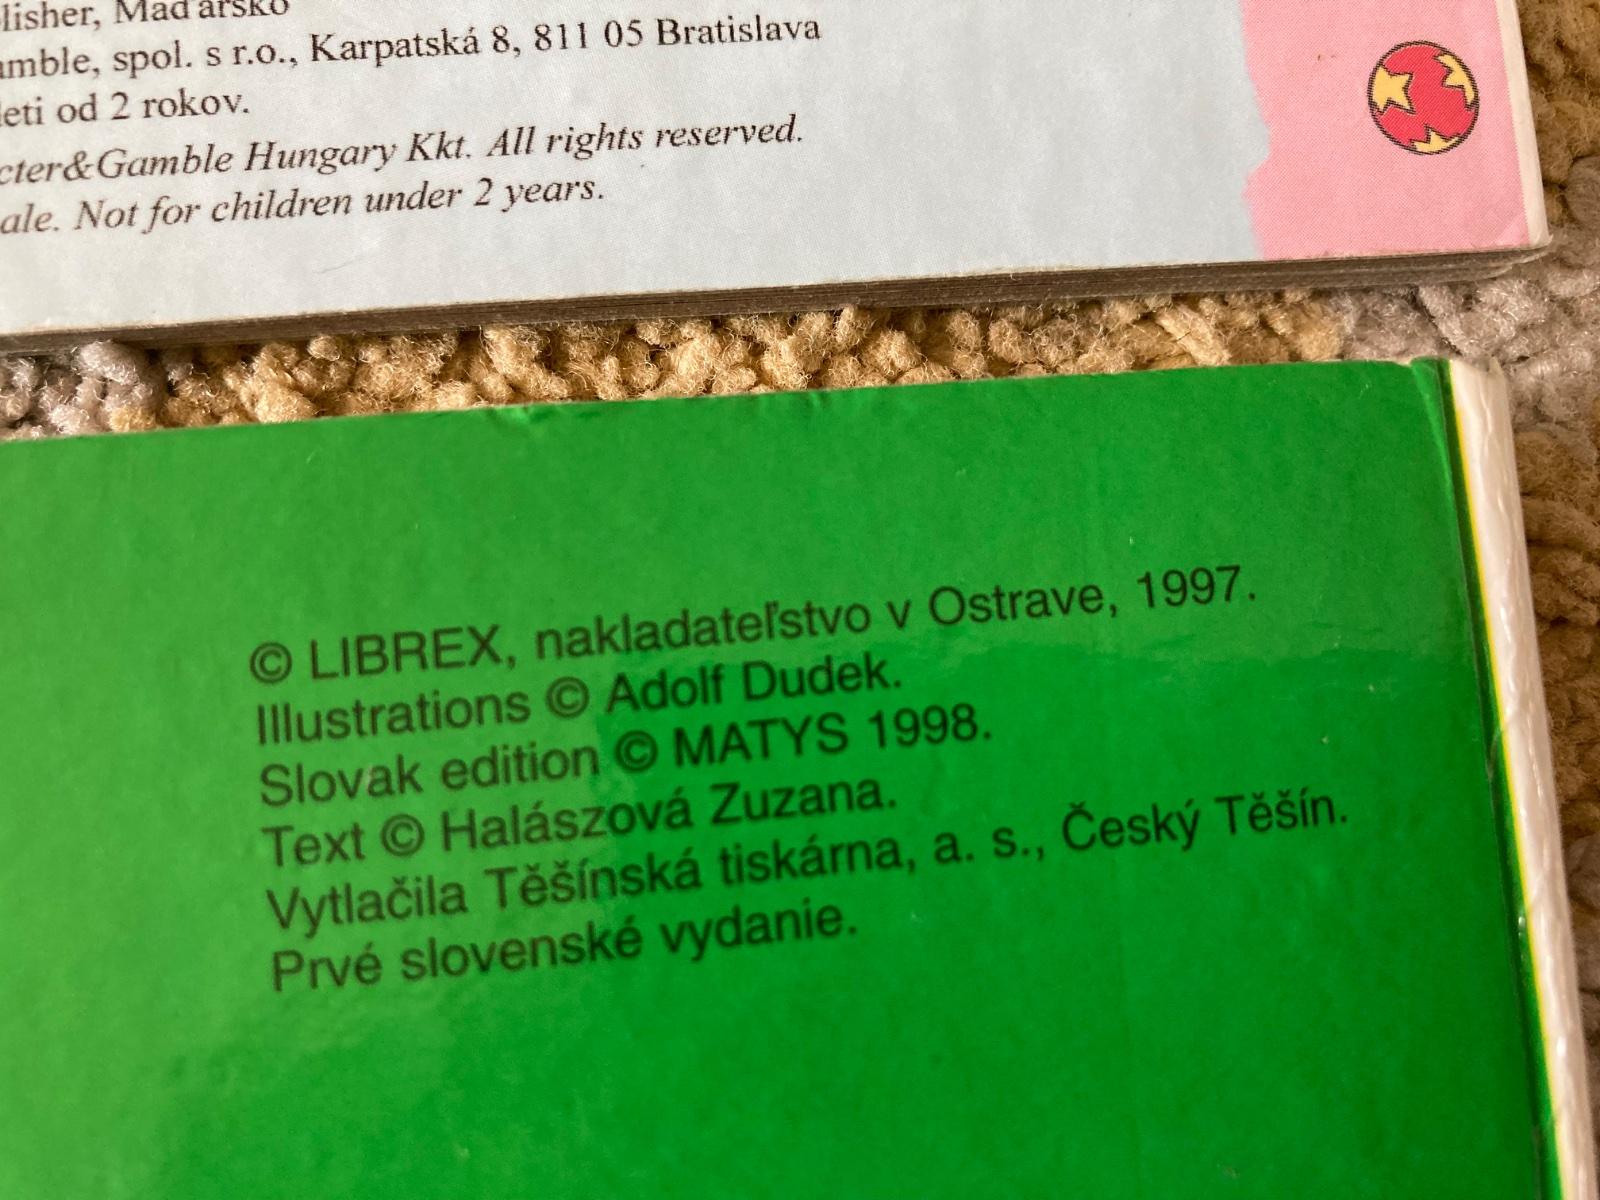 lisher, Maďarsko
amble, spol. s r.o., Karpatská 8, 811 05 Bratislava
deti od 2 rokov.
cter&Gamble Hungary Kkt. All rights reserved.
ale. Not for children under 2 years.
© LIBREX, nakladateľstvo v Ostrave, 1997.
Illustrations © Adolf Dudek.
Slovak edition © MATYS 1998.
Text © Halászová Zuzana.
Vytlačila Těšínská tiskárna, a. s., Český Těšín.
Prvé slovenské vydanie.